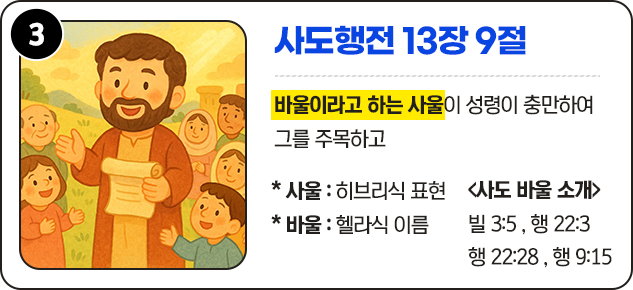 3
사도행전 13장 9절
바울이라고 하는 사울이 성령이 충만하여
그를 주목하고
* 사울 : 히브리식 표현
* 바울 : 헬라식 이름
<사도 바울 소개>
빌 3:5 , 행 22:3
행 22:28 , 행 9:15